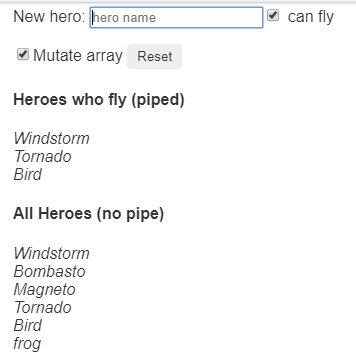 New hero: hero name can fly
Mutate array Reset
Heroes who fly (piped)
Windstorm
Tornado
Bird
All Heroes (no pipe)
Windstorm
Bombasto
Magneto
Tornado
Bird
frog